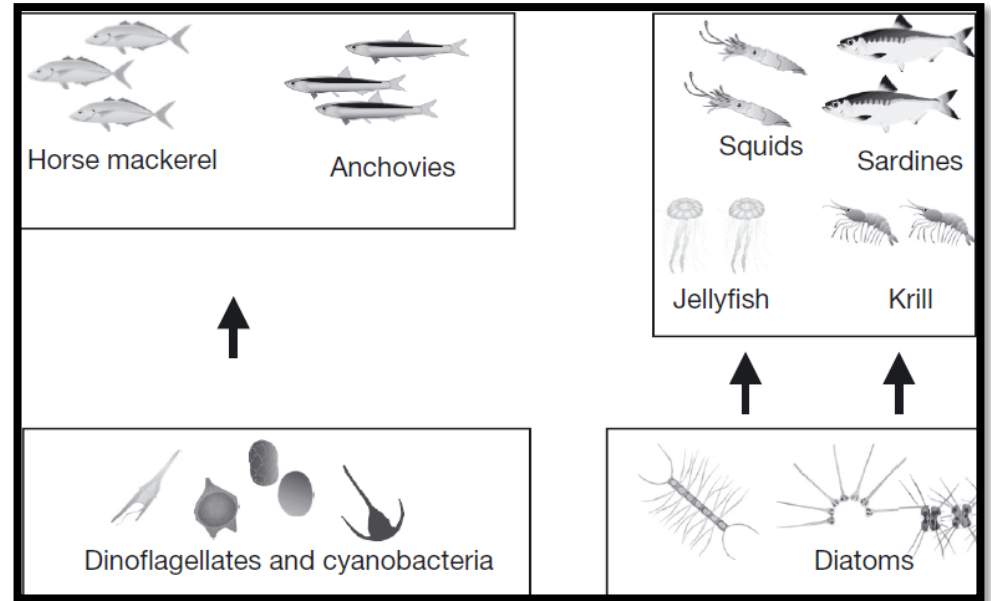 Horse mackerel
Anchovies
Squids
Sardines
Jellyfish
Krill
Dinoflagellates and cyanobacteria
Diatoms